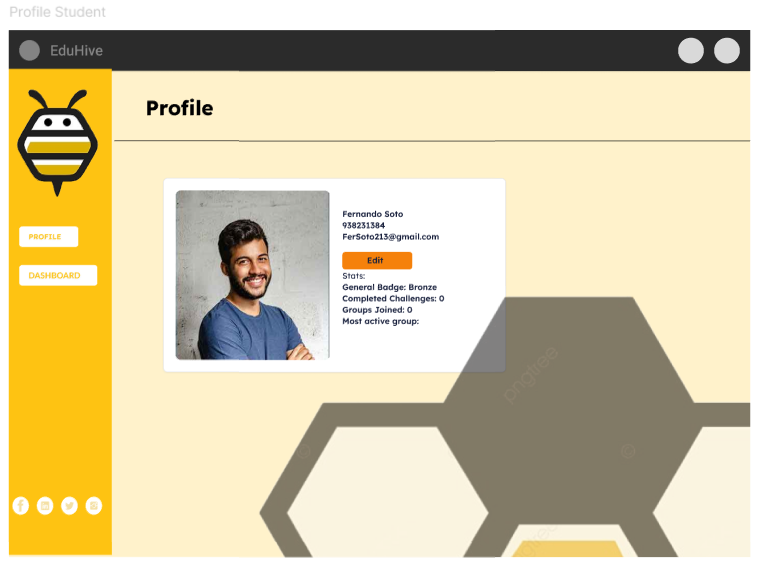 Profile Student
EduHive
Profile
PROFILE
DASHBOARD
Fernando Soto
938231384
FerSoto213@gmail.com
Edit
Stats:
General Badge: Bronze
Completed Challenges: 0
Groups Joined: 0
Most active group:
pngtree
©
©
pngtree